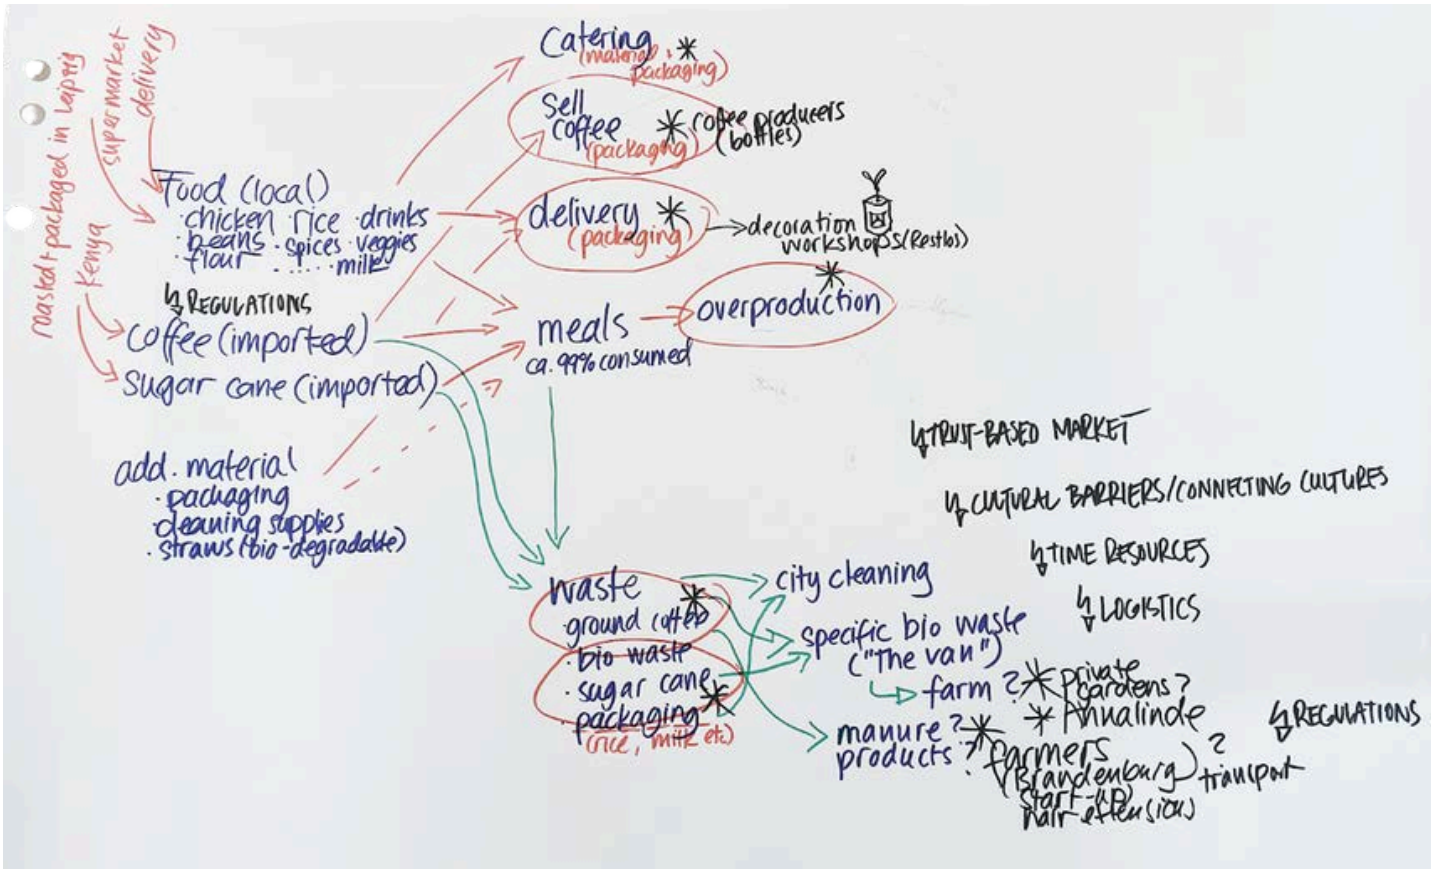 roasted + packaged in Leipzig
supermarket
delivery
Kenya
Food (local)
· chicken · rice · drinks
· beans · spices · veggies
· flour ..... · milk
REGULATIONS
coffee (imported)
sugar cane (imported)
add. material
· packaging
· cleaning supplies
· straws (bio-degradable)
Catering
(material +
packaging)
sell
coffee
(packaging)
coffee producers
(bottles)
delivery
(packaging)
decoration
workshops (Restlos)
meals
ca. 99% consumed
overproduction
waste
· ground coffee
· bio waste
· sugar cane
· packaging
(rice, milk etc)
city cleaning
specific bio waste
("The van")
farm ?
private
gardens?
Annalinde
manure ?
products ?
farmers
(Brandenburg)
start-up)
hair extensions
?
transport
TRUST-BASED MARKET
CULTURAL BARRIERS/CONNECTING CULTURES
TIME RESOURCES
LOGISTICS
REGULATIONS